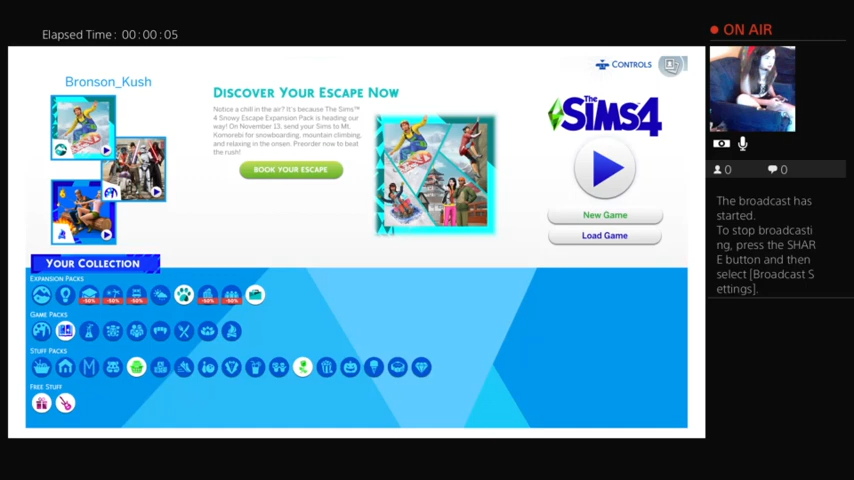 Elapsed Time : 00:00:05
ON AIR
Bronson_Kush
CONTROLS
DISCOVER YOUR ESCAPE NOW
Notice a chill in the air? It's because The Sims™
4 Snowy Escape Expansion Pack is heading our
way! On November 13, send your Sims to Mt.
Komorebi for snowboarding, mountain climbing,
and relaxing in the onsen. Preorder now to beat
the rush!
BOOK YOUR ESCAPE
The SIMS 4
New Game
Load Game
6
YOUR COLLECTION
EXPANSION PACKS
-50% -50% -50% -50% -50%
GAME PACKS
STUFF PACKS
FREE STUFF
0 0
The broadcast has
started.
To stop broadcasti
ng, press the SHAR
E button and then
select [Broadcast S
ettings].